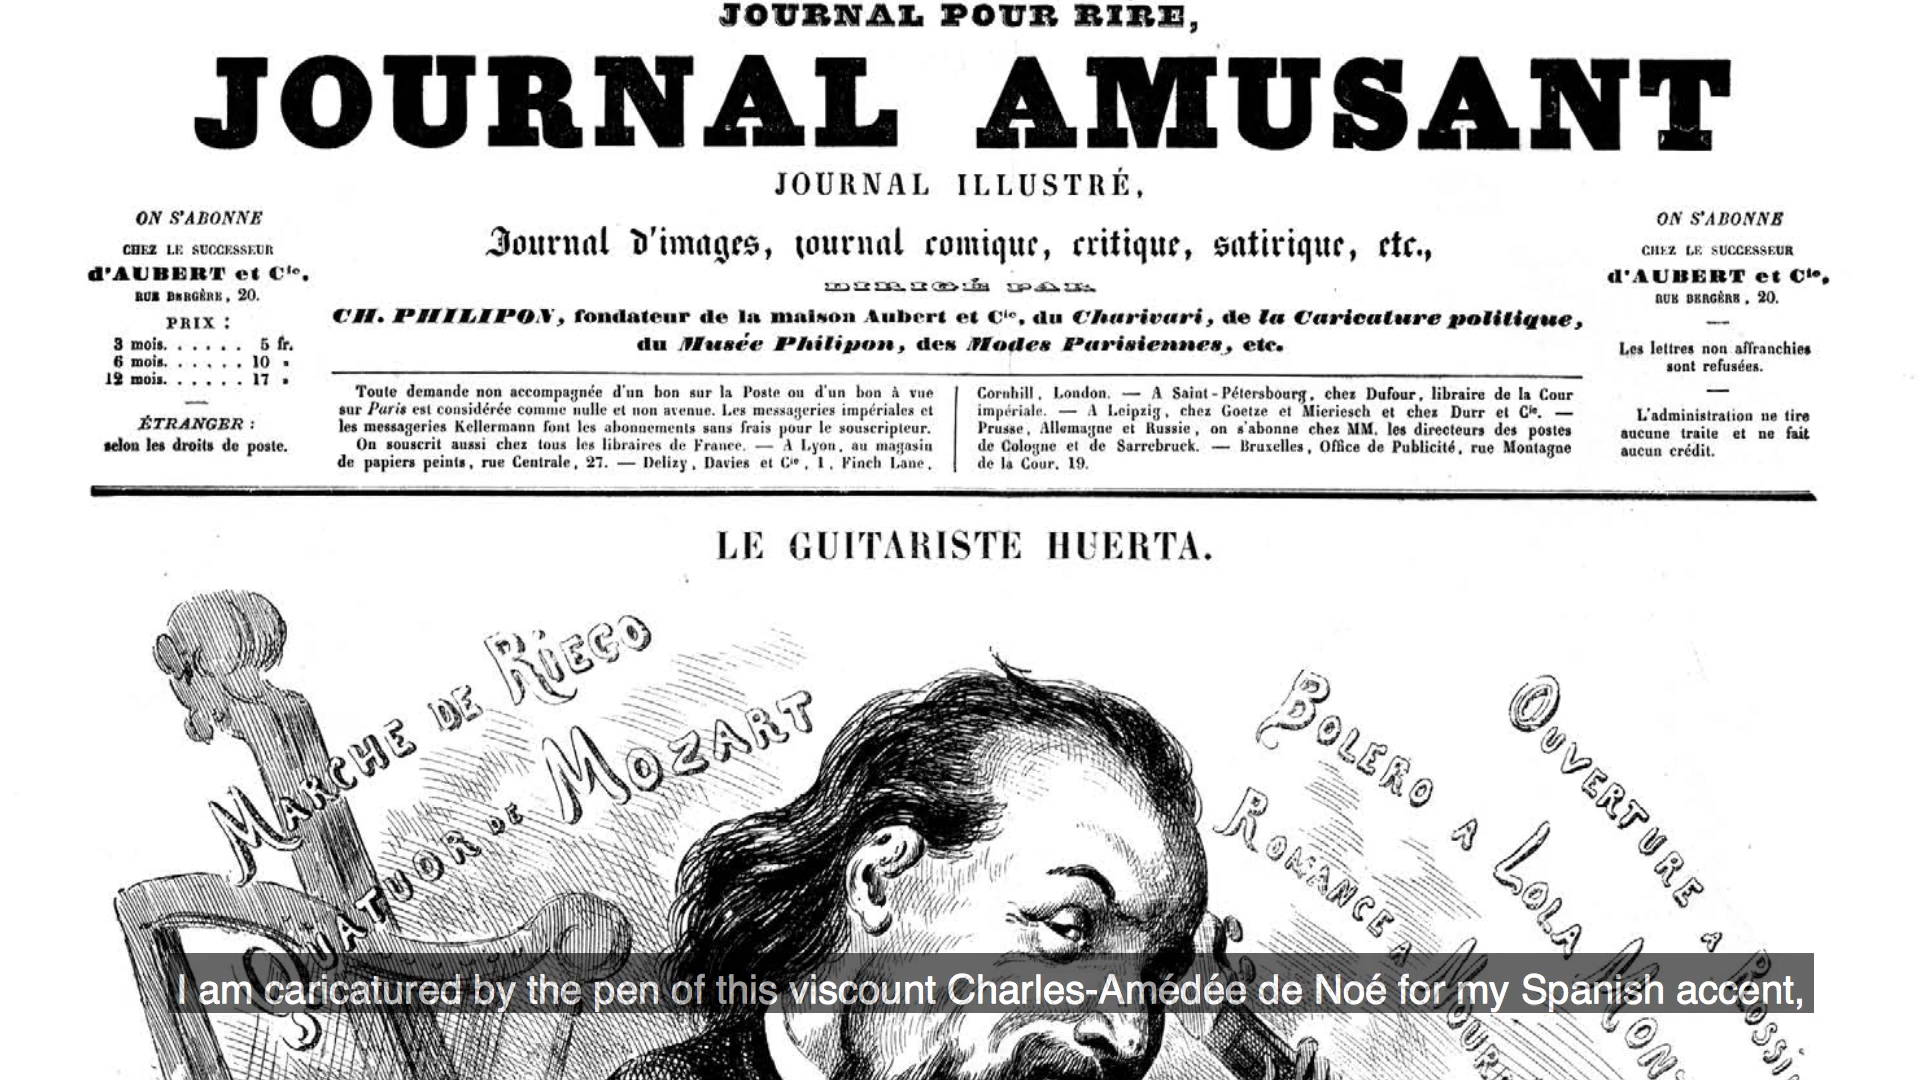 JOURNAL POUR RIRE,
JOURNAL AMUSANT
JOURNAL ILLUSTRÉ,
Journal d'images, journal comique, critique, satirique, etc.,
DIRIGÉ PAR
CH. PHILIPON, fondateur de la maison Aubert et Cie, du Charivari, de la Caricature politique,
du Musée Philipon, des Modes Parisiennes, etc.
ON S'ABONNE
CHEZ LE SUCCESSEUR
d'AUBERT et Cie,
RUE BERGÈRE, 20.
PRIX :
3 mois. . . . . . 5 fr.
6 mois. . . . . . 10 »
12 mois. . . . . . 17 »
ÉTRANGER :
selon les droits de poste.
Toute demande non accompagnée d'un bon sur la Poste ou d'un bon à vue
sur Paris est considérée comme nulle et non avenue. Les messageries impériales et
les messageries Kellermann font les abonnements sans frais pour le souscripteur.
On souscrit aussi chez tous les libraires de France. — A Lyon, au magasin
de papiers peints, rue Centrale, 27. — Delizy, Davies et Cie, 1, Finch Lane,
Cornhill, London. — A Saint-Pétersbourg, chez Dufour, libraire de la Cour
impériale. — A Leipzig, chez Goetze et Mieriesch et chez Durr et Cie. —
Prusse, Allemagne et Russie, on s'abonne chez MM. les directeurs des postes
de Cologne et de Sarrebruck. — Bruxelles, Office de Publicité, rue Montagne
de la Cour, 19.
ON S'ABONNE
CHEZ LE SUCCESSEUR
d'AUBERT et Cie,
RUE BERGÈRE, 20.
Les lettres non affranchies
sont refusées.
L'administration ne tire
aucune traite et ne fait
aucun crédit.
LE GUITARISTE HUERTA.
MARCHE DE RIEGO
QUATUOR DE MOZART
BOLERO A LOLA
ROMANCE A
OUVERTURE A
I am caricatured by the pen of this viscount Charles-Amédée de Noé for my Spanish accent,